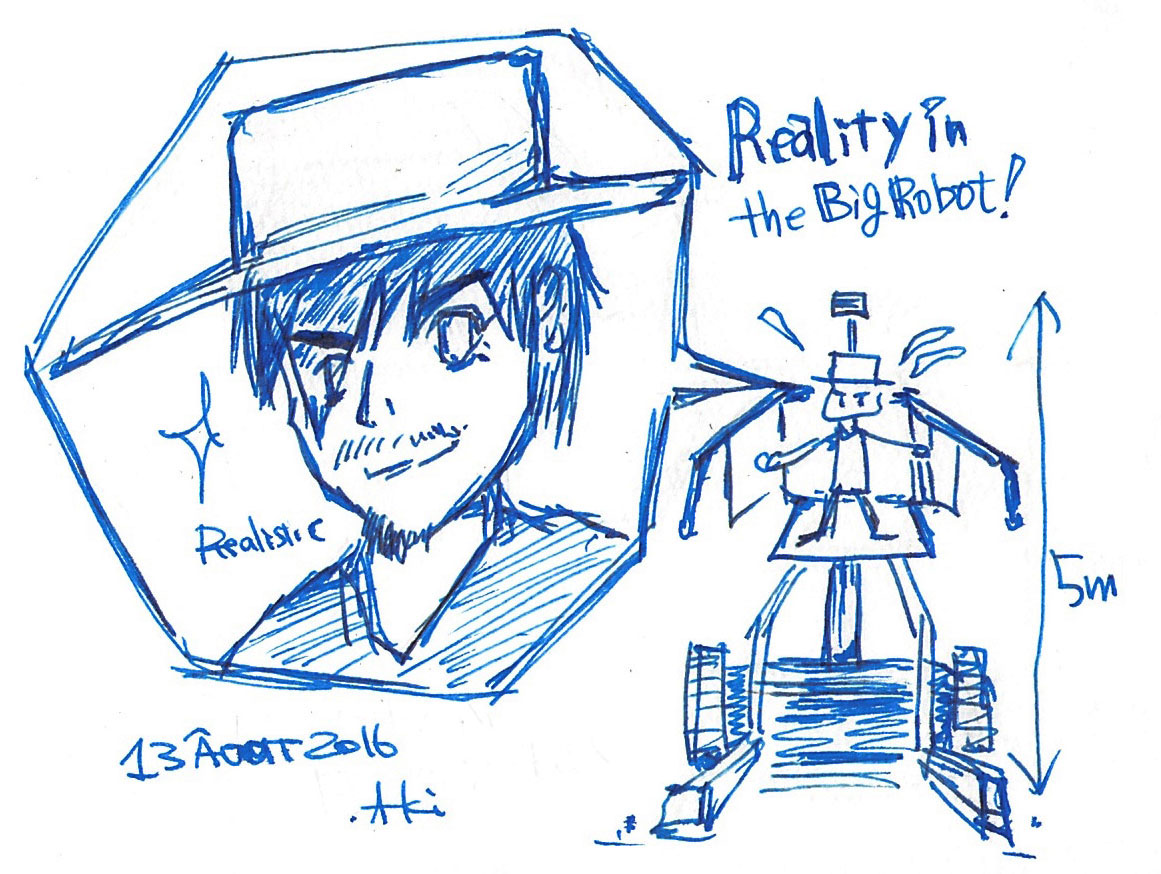 Reality in
the Big Robot!
Realistic
5m
13 Août 2016
.Aki